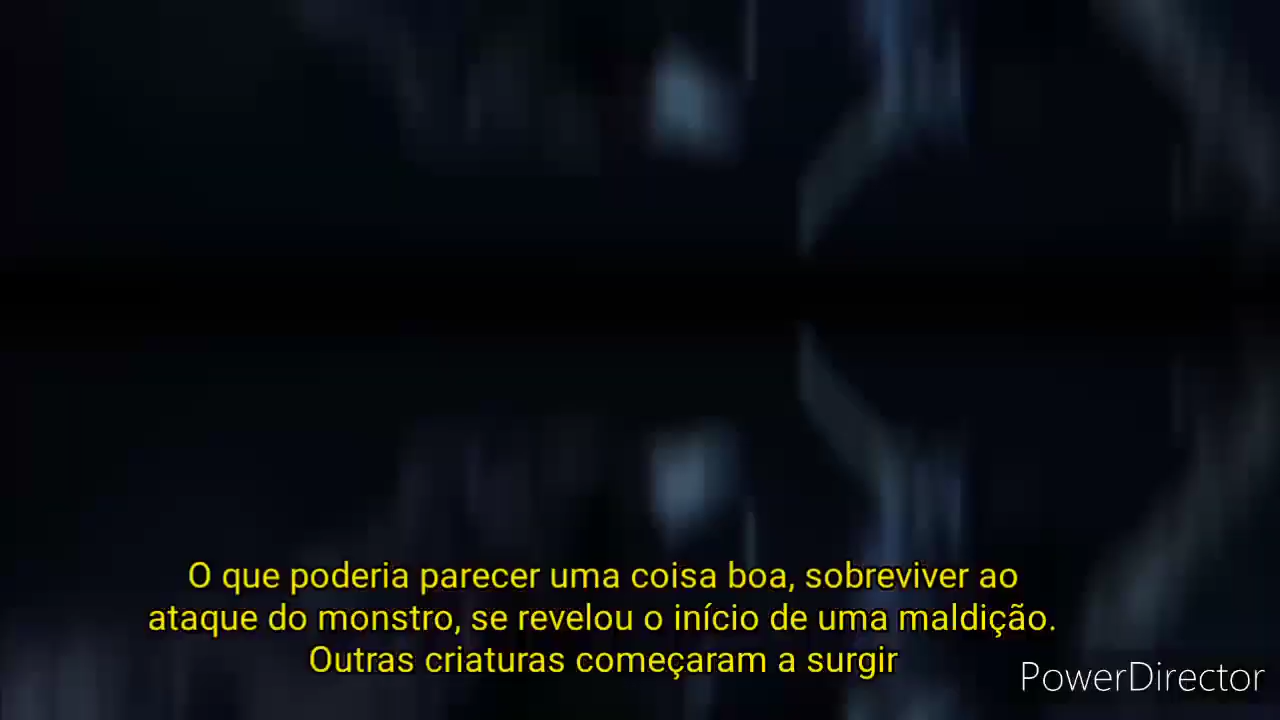 O que poderia parecer uma coisa boa, sobreviver ao
ataque do monstro, se revelou o início de uma maldição.
Outras criaturas começaram a surgir
PowerDirector